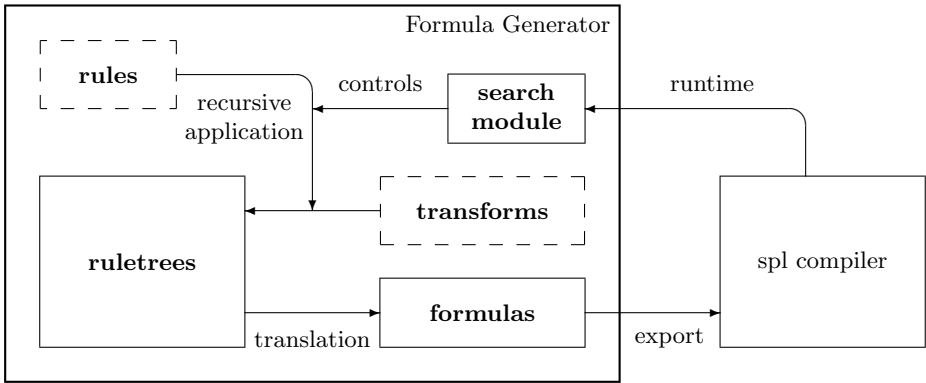 Formula Generator
rules
recursive
application
controls
search
module
runtime
transforms
ruletrees
spl compiler
formulas
translation
export